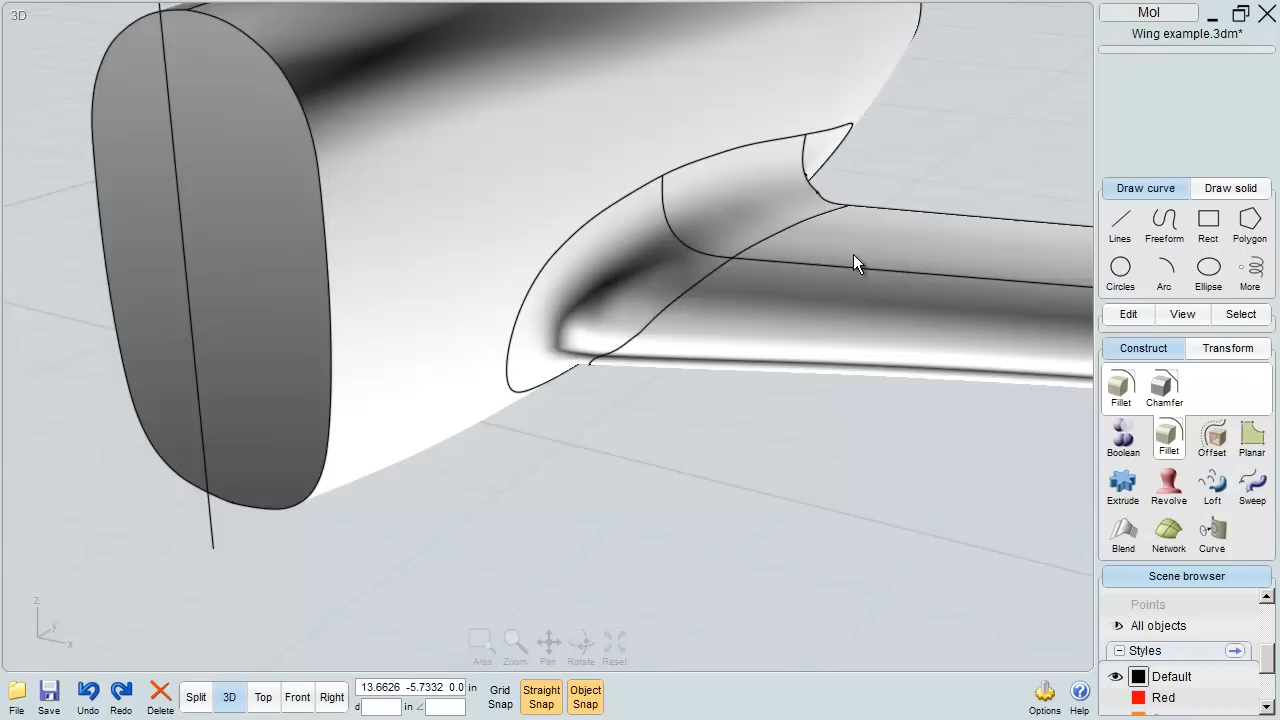 3D
MoI
Wing example.3dm*
Draw curve
Draw solid
Lines
Freeform
Rect
Polygon
Circles
Arc
Ellipse
More
Edit
View
Select
Construct
Transform
Fillet
Chamfer
Boolean
Fillet
Offset
Planar
Extrude
Revolve
Loft
Sweep
Blend
Network
Curve
Scene browser
Points
All objects
Styles
Default
Red
z
y
x
Area
Zoom
Pan
Rotate
Reset
File
Save
Undo
Redo
Delete
Split
3D
Top
Front
Right
13.6626 -5.7332 0.0 in
d in ∠
Grid Snap
Straight Snap
Object Snap
Options
Help